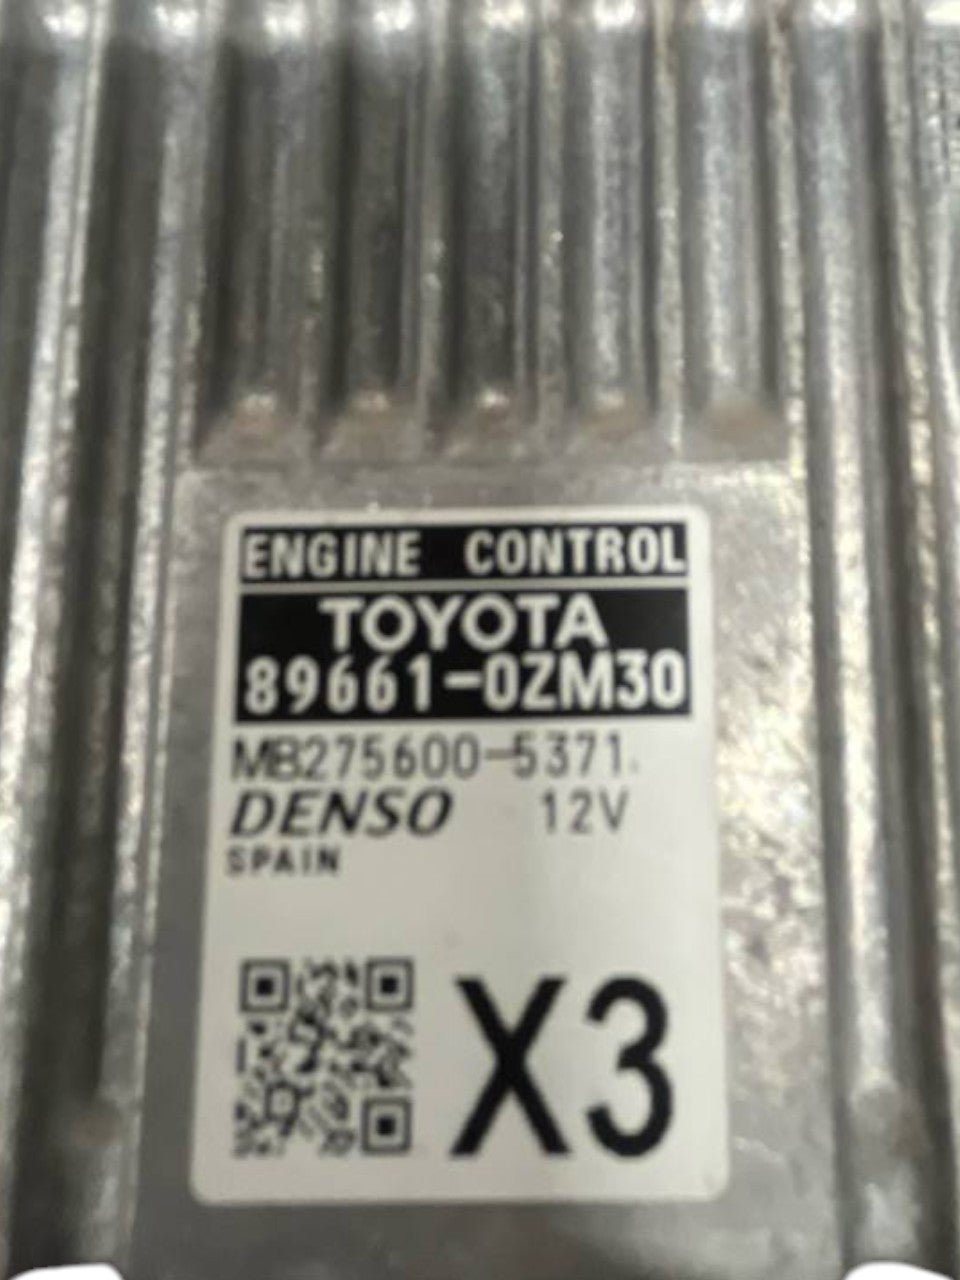 ENGINE CONTROL
TOYOTA
89661-0ZM30
MB275600-5371
DENSO 12V
SPAIN
X3